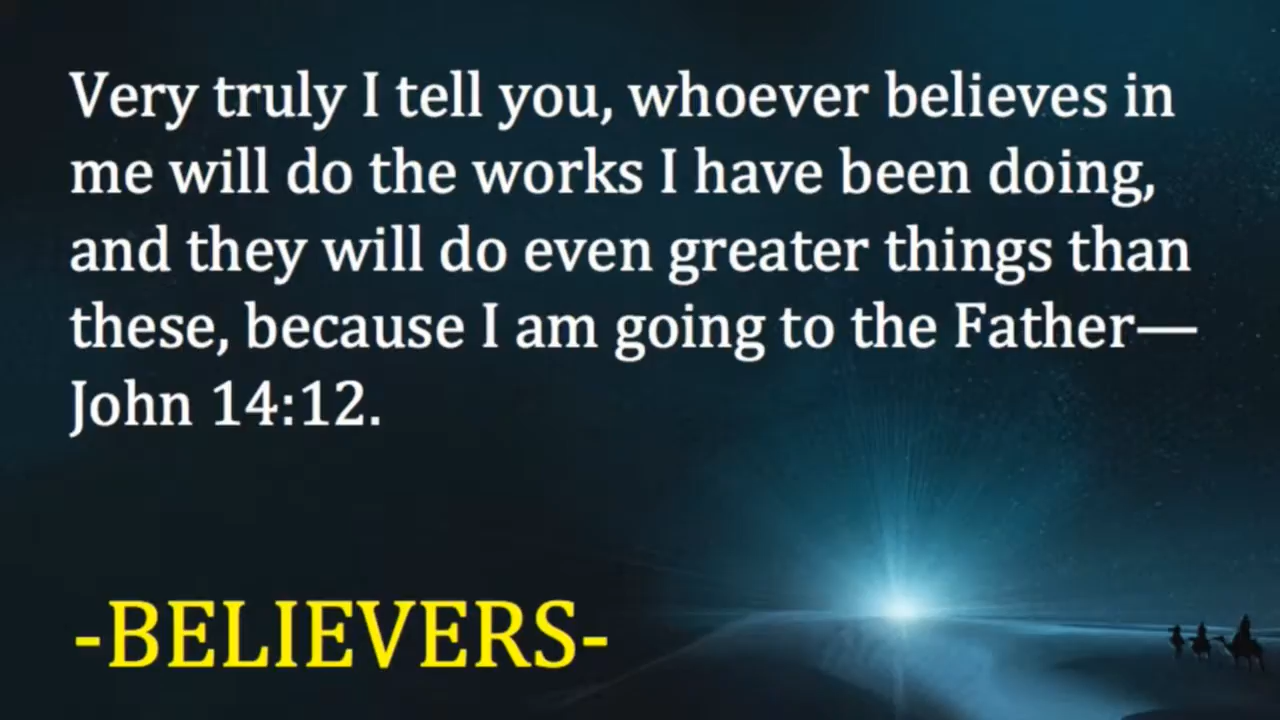 Very truly I tell you, whoever believes in
me will do the works I have been doing,
and they will do even greater things than
these, because I am going to the Father—
John 14:12.
-BELIEVERS-